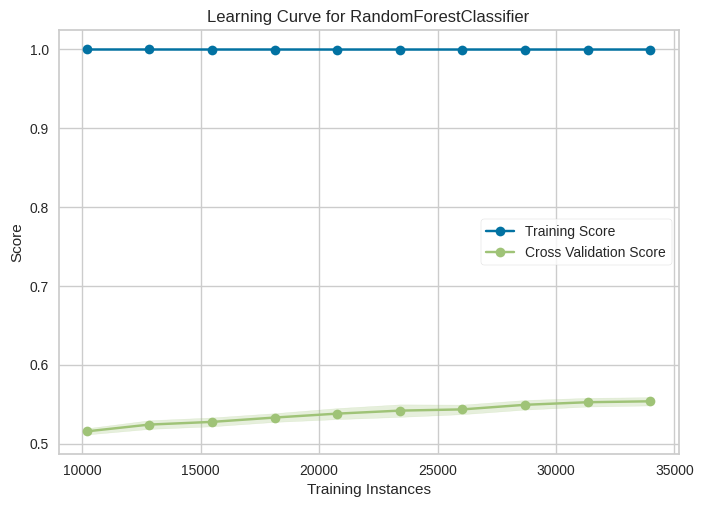 Learning Curve for RandomForestClassifier
1.0
0.9
0.8
0.7
0.6
0.5
Score
Training Score
Cross Validation Score
10000 15000 20000 25000 30000 35000
Training Instances